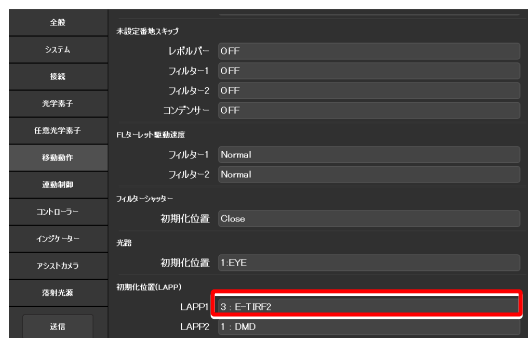 全般
システム
接続
光学素子
任意光学素子
移動動作
連動制御
コントローラー
インジケーター
アシストカメラ
落射光源
送信
未設定番地スキップ
レボルバー OFF
フィルター1 OFF
フィルター2 OFF
コンデンサー OFF
FLターレット駆動速度
フィルター1 Normal
フィルター2 Normal
フィルターシャッター
初期化位置 Close
光路
初期化位置 1:EYE
初期化位置(LAPP)
LAPP1 3 : E-TIRF2
LAPP2 1 : DMD